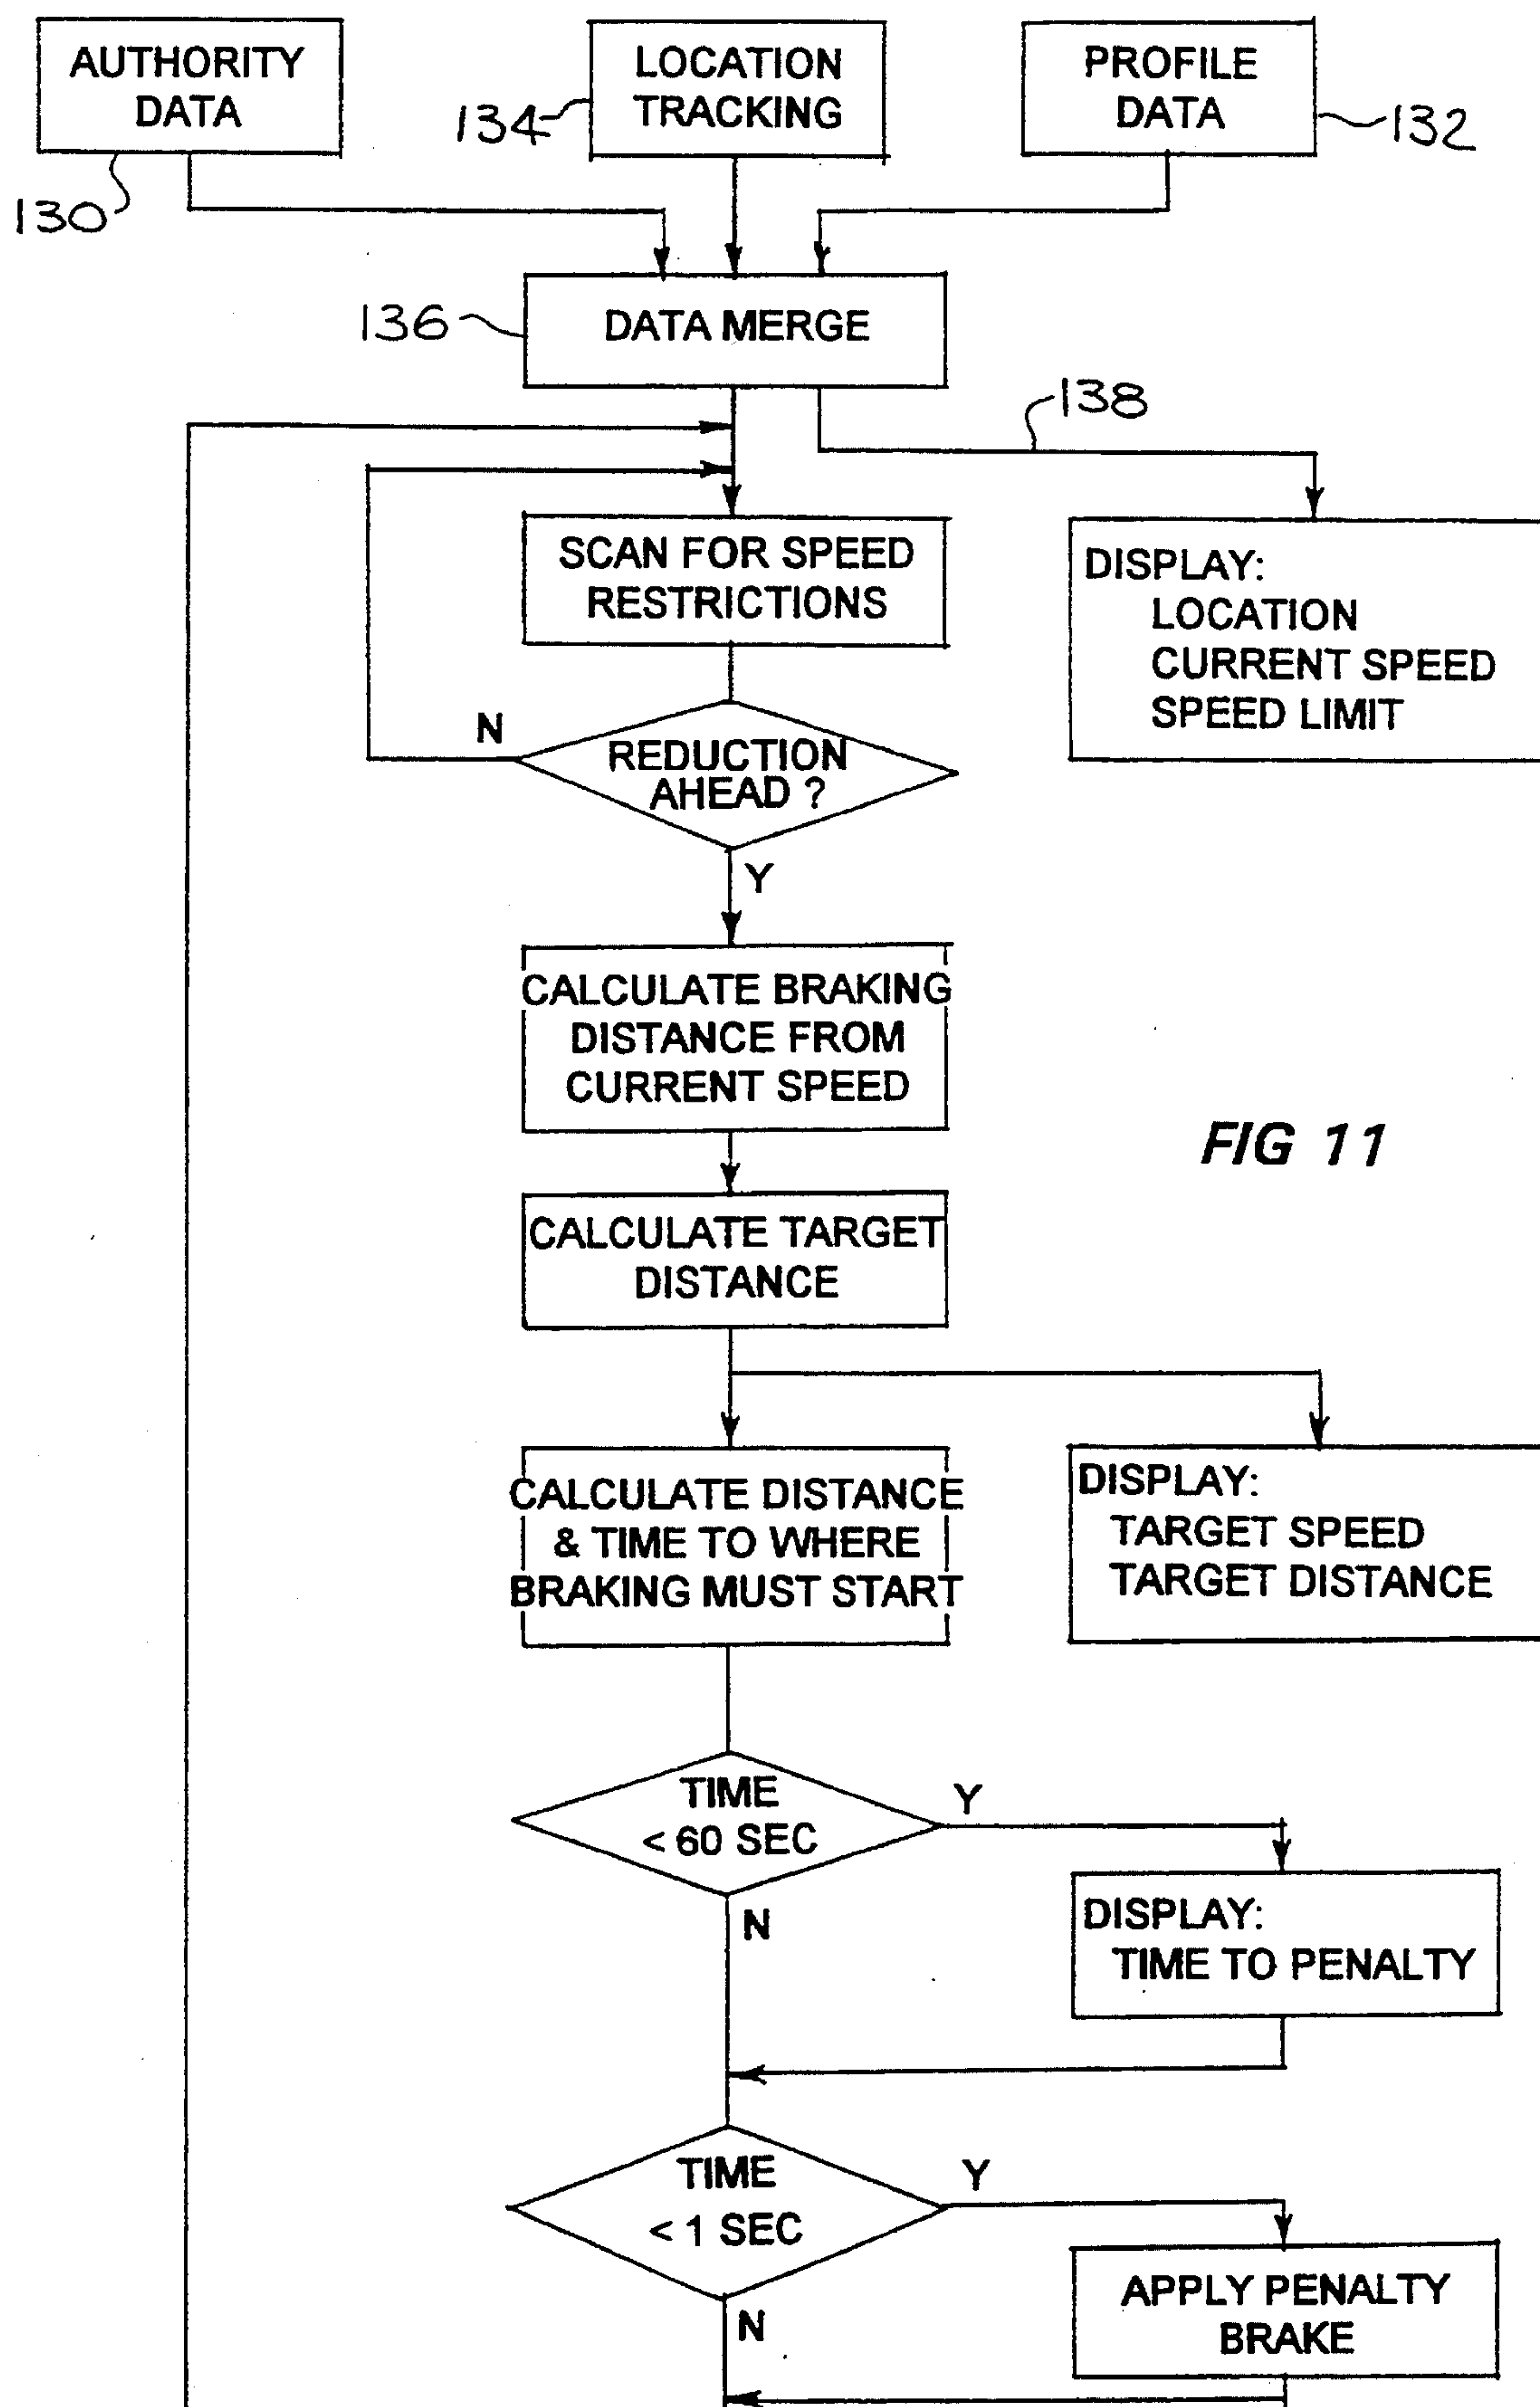 AUTHORITY
DATA
LOCATION
TRACKING
PROFILE
DATA
134
132
130
136
DATA MERGE
138
SCAN FOR SPEED
RESTRICTIONS
DISPLAY:
LOCATION
CURRENT SPEED
SPEED LIMIT
N
REDUCTION
AHEAD ?
Y
CALCULATE BRAKING
DISTANCE FROM
CURRENT SPEED
FIG 11
CALCULATE TARGET
DISTANCE
CALCULATE DISTANCE
& TIME TO WHERE
BRAKING MUST START
DISPLAY:
TARGET SPEED
TARGET DISTANCE
TIME
< 60 SEC
Y
N
DISPLAY:
TIME TO PENALTY
TIME
< 1 SEC
Y
N
APPLY PENALTY
BRAKE